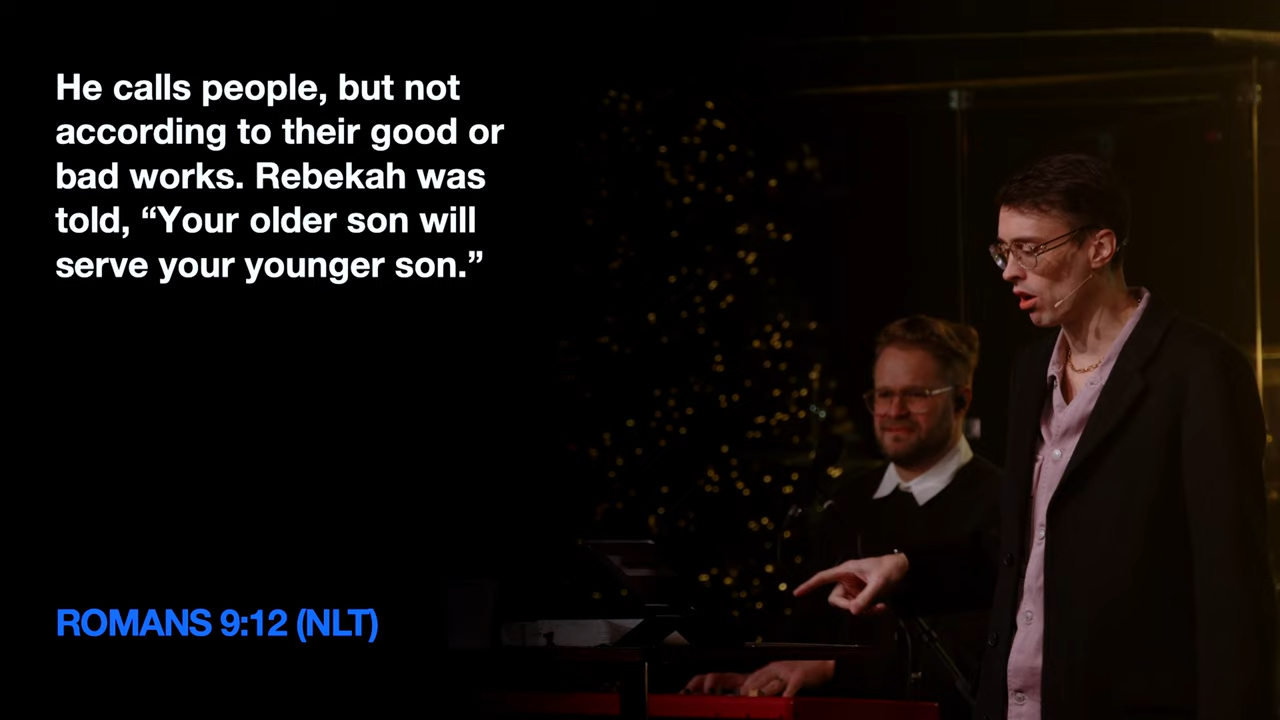 He calls people, but not
according to their good or
bad works. Rebekah was
told, “Your older son will
serve your younger son.”
ROMANS 9:12 (NLT)